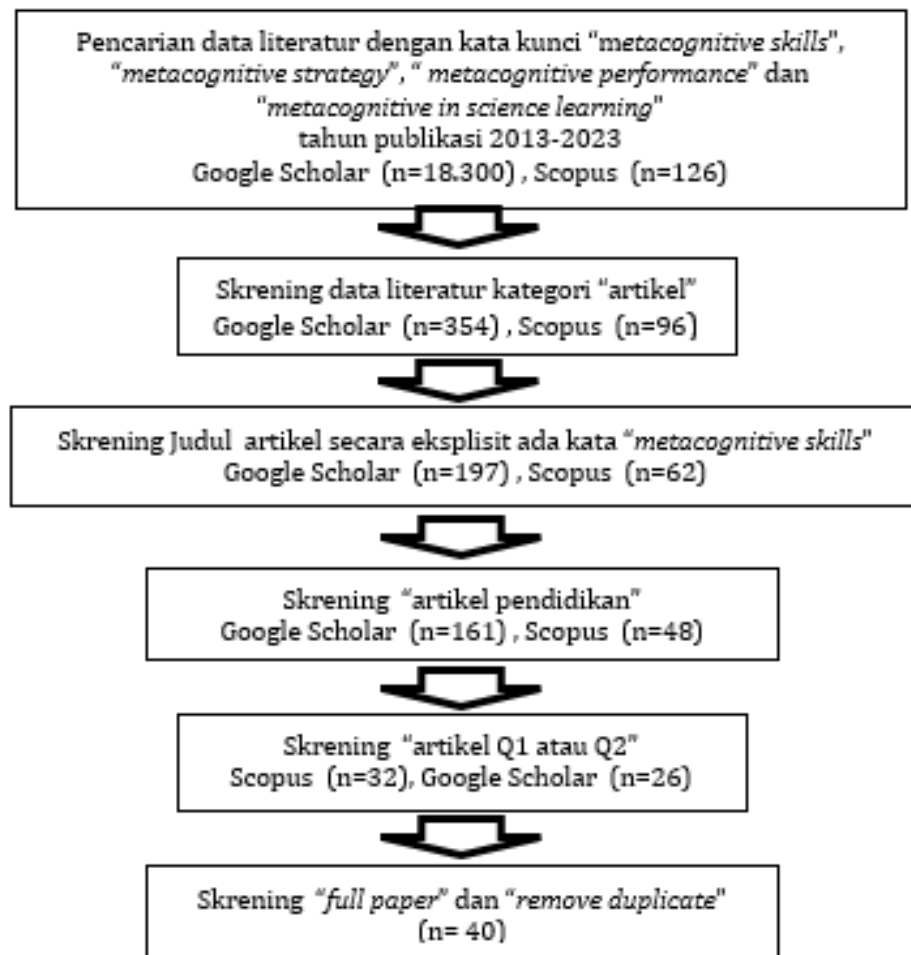 Pencarian data literatur dengan kata kunci “metacognitive skills”,
“metacognitive strategy”, “ metacognitive performance” dan
“metacognitive in science learning”
tahun publikasi 2013-2023
Google Scholar (n=18.300) , Scopus (n=126)
Skrening data literatur kategori “artikel”
Google Scholar (n=354) , Scopus (n=96)
Skrening Judul artikel secara eksplisit ada kata “metacognitive skills”
Google Scholar (n=197) , Scopus (n=62)
Skrening “artikel pendidikan”
Google Scholar (n=161) , Scopus (n=48)
Skrening “artikel Q1 atau Q2”
Scopus (n=32), Google Scholar (n=26)
Skrening “full paper” dan “remove duplicate”
(n= 40)